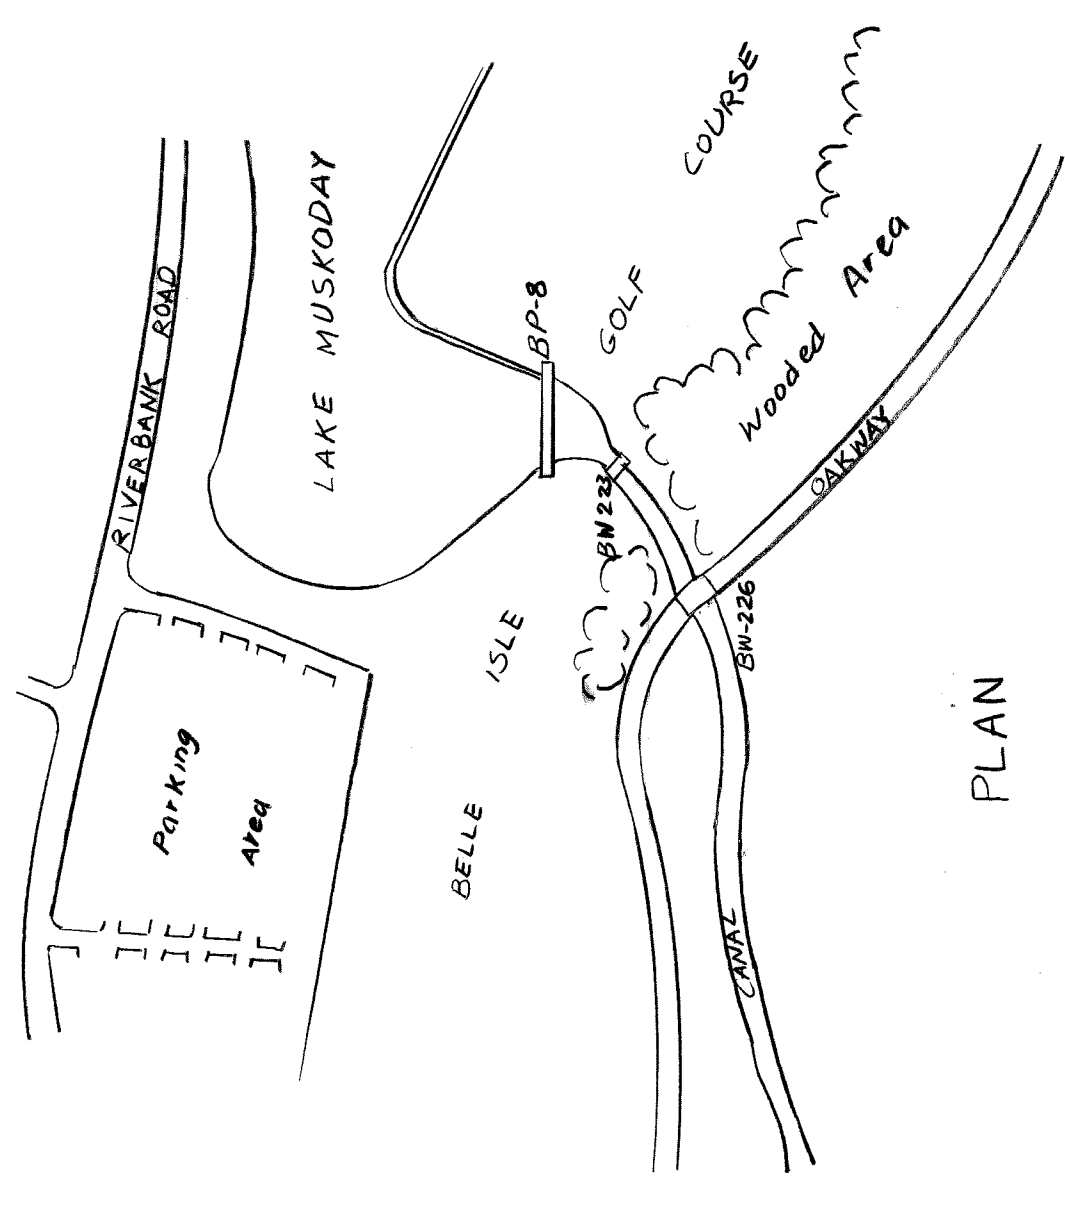 RIVERBANK ROAD
LAKE MUSKODAY
BP-8
GOLF
COURSE
Wooded
Area
OAKWAY
BW 223
BW-226
ISLE
BELLE
Parking
Area
CANAL
PLAN